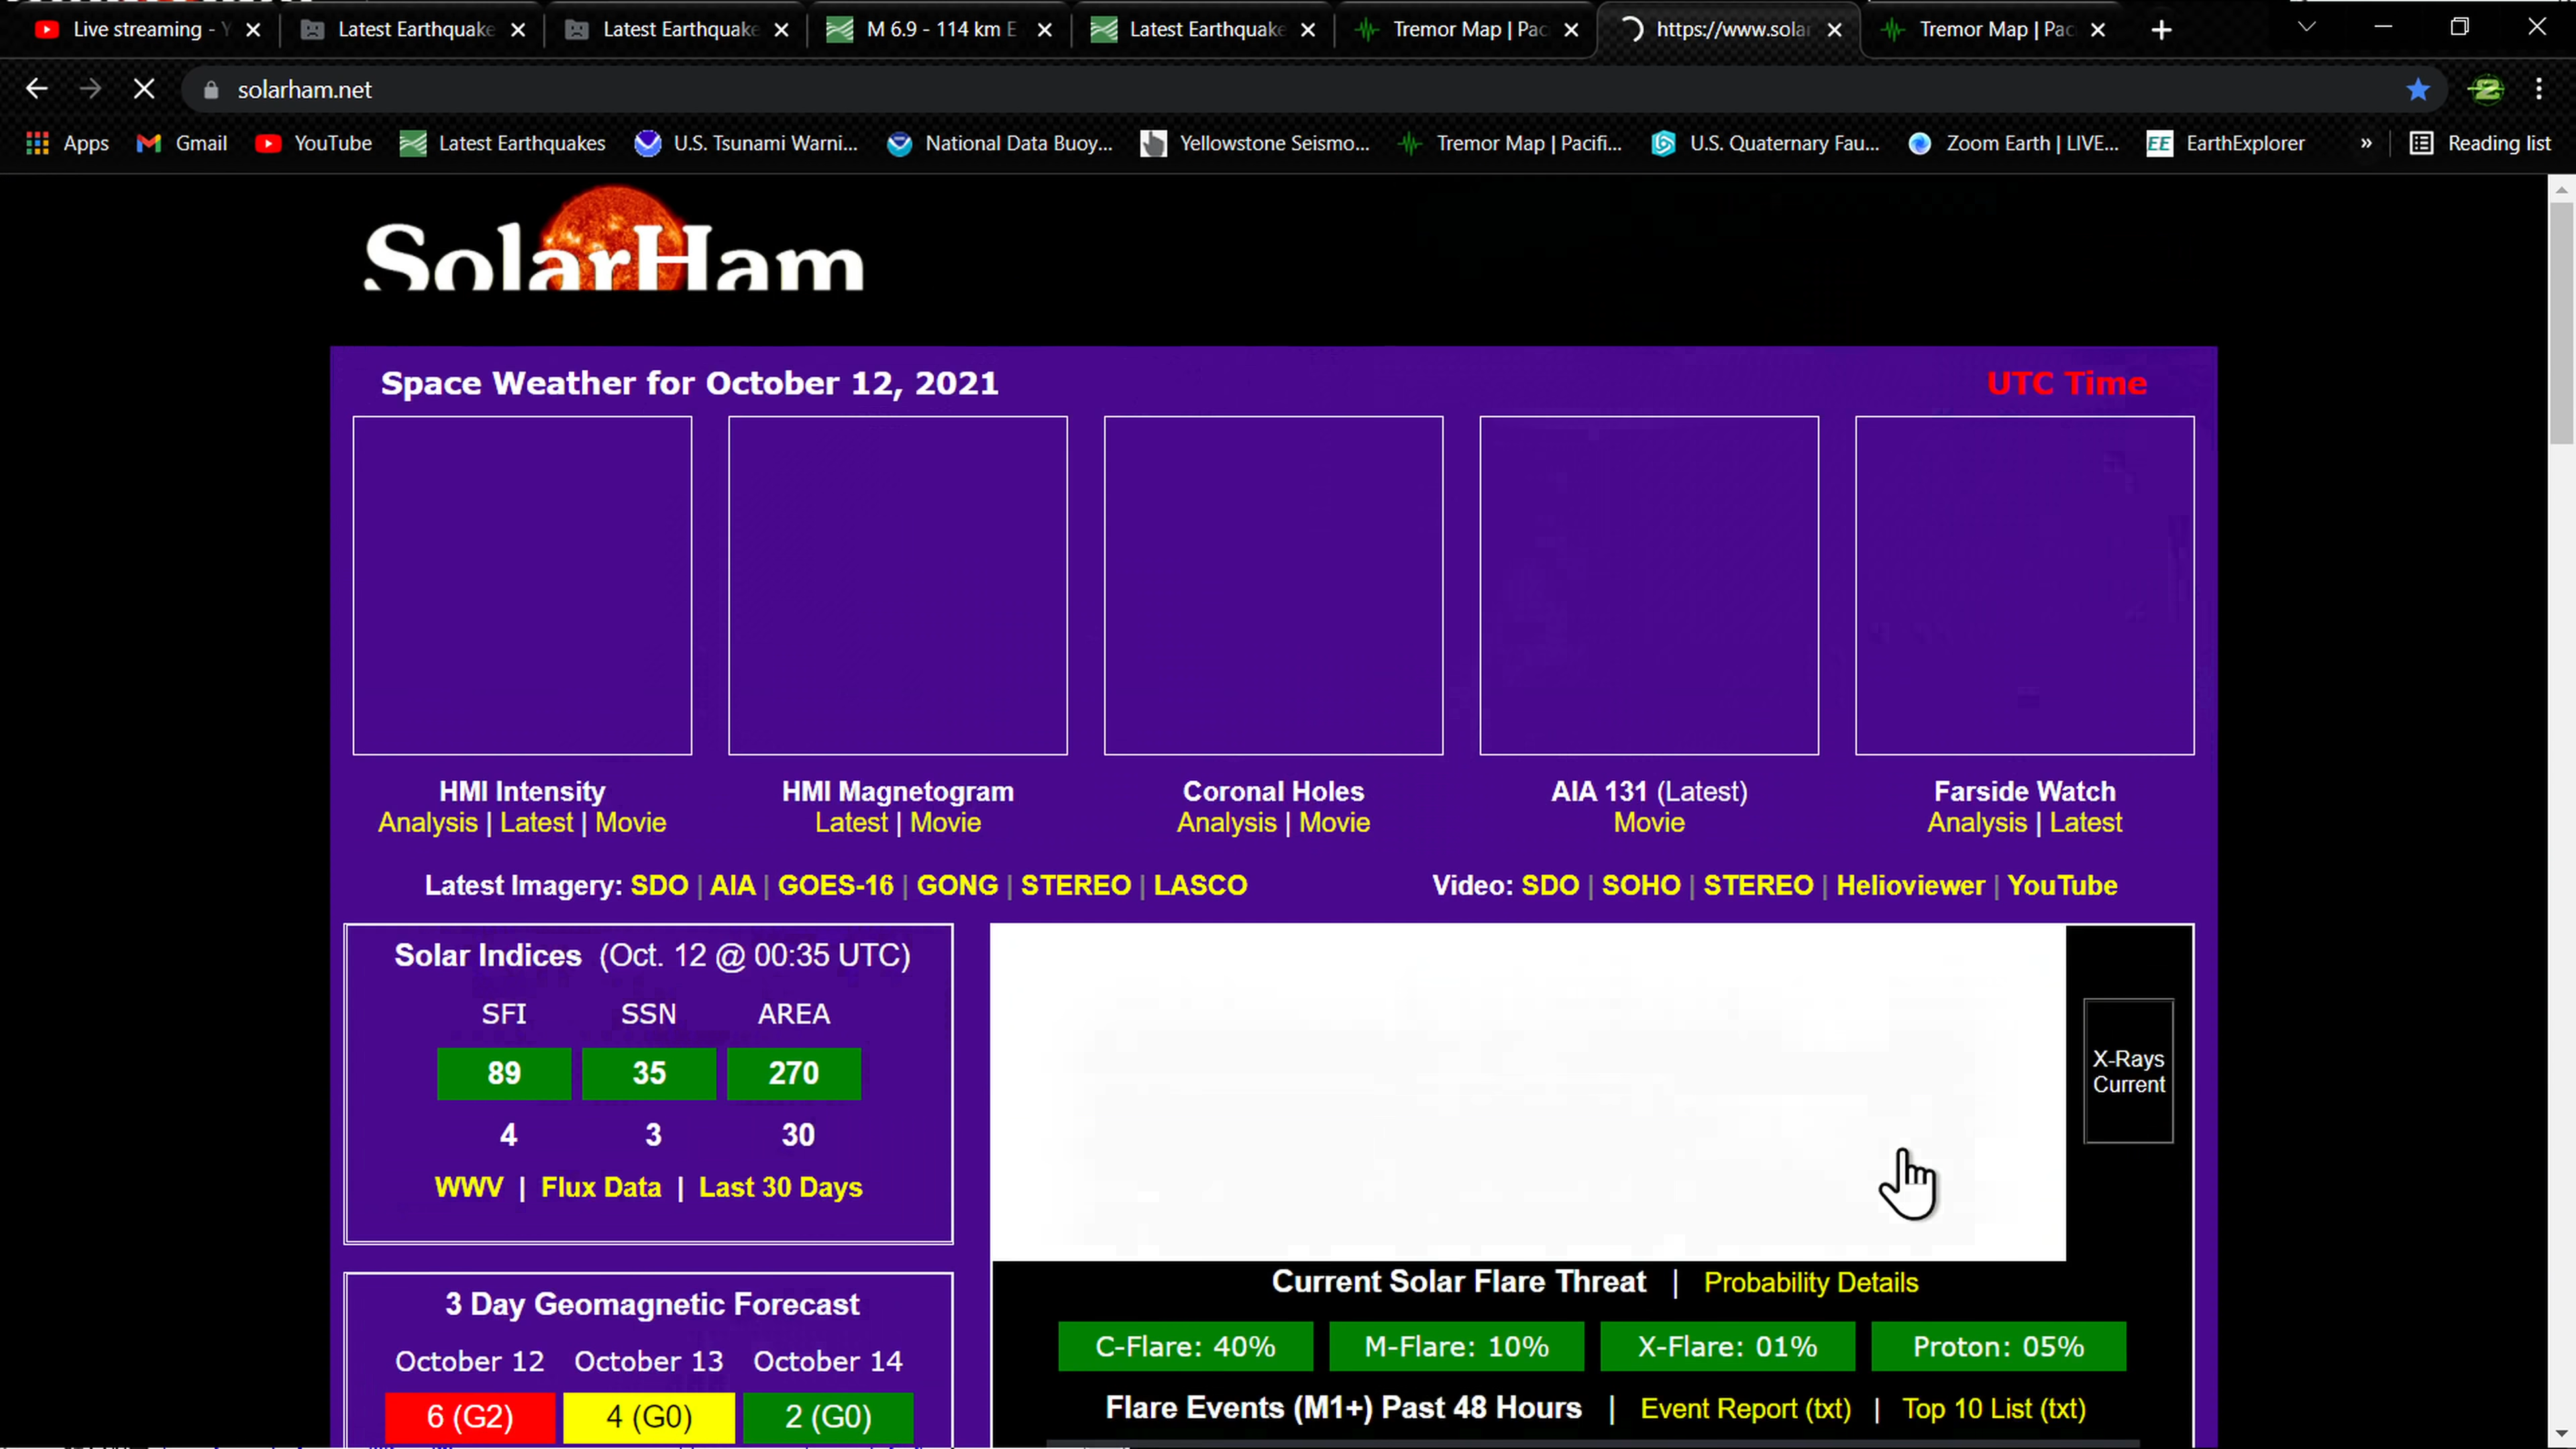 Live streaming - Y
Latest Earthquake
Latest Earthquake
M 6.9 - 114 km E
Latest Earthquake
Tremor Map | Pac
https://www.solar
Tremor Map | Pac
solarham.net
Apps
Gmail
YouTube
Latest Earthquakes
U.S. Tsunami Warni...
National Data Buoy...
Yellowstone Seismo...
Tremor Map | Pacifi...
U.S. Quaternary Fau...
Zoom Earth | LIVE...
EE EarthExplorer
»
Reading list
SolarHam
Space Weather for October 12, 2021
UTC Time
HMI Intensity
Analysis | Latest | Movie
HMI Magnetogram
Latest | Movie
Coronal Holes
Analysis | Movie
AIA 131 (Latest)
Movie
Farside Watch
Analysis | Latest
Latest Imagery: SDO | AIA | GOES-16 | GONG | STEREO | LASCO
Video: SDO | SOHO | STEREO | Helioviewer | YouTube
Solar Indices (Oct. 12 @ 00:35 UTC)
SFI SSN AREA
89 35 270
4 3 30
WWV | Flux Data | Last 30 Days
X-Rays
Current
3 Day Geomagnetic Forecast
October 12 October 13 October 14
6 (G2) 4 (G0) 2 (G0)
Current Solar Flare Threat | Probability Details
C-Flare: 40% M-Flare: 10% X-Flare: 01% Proton: 05%
Flare Events (M1+) Past 48 Hours | Event Report (txt) | Top 10 List (txt)